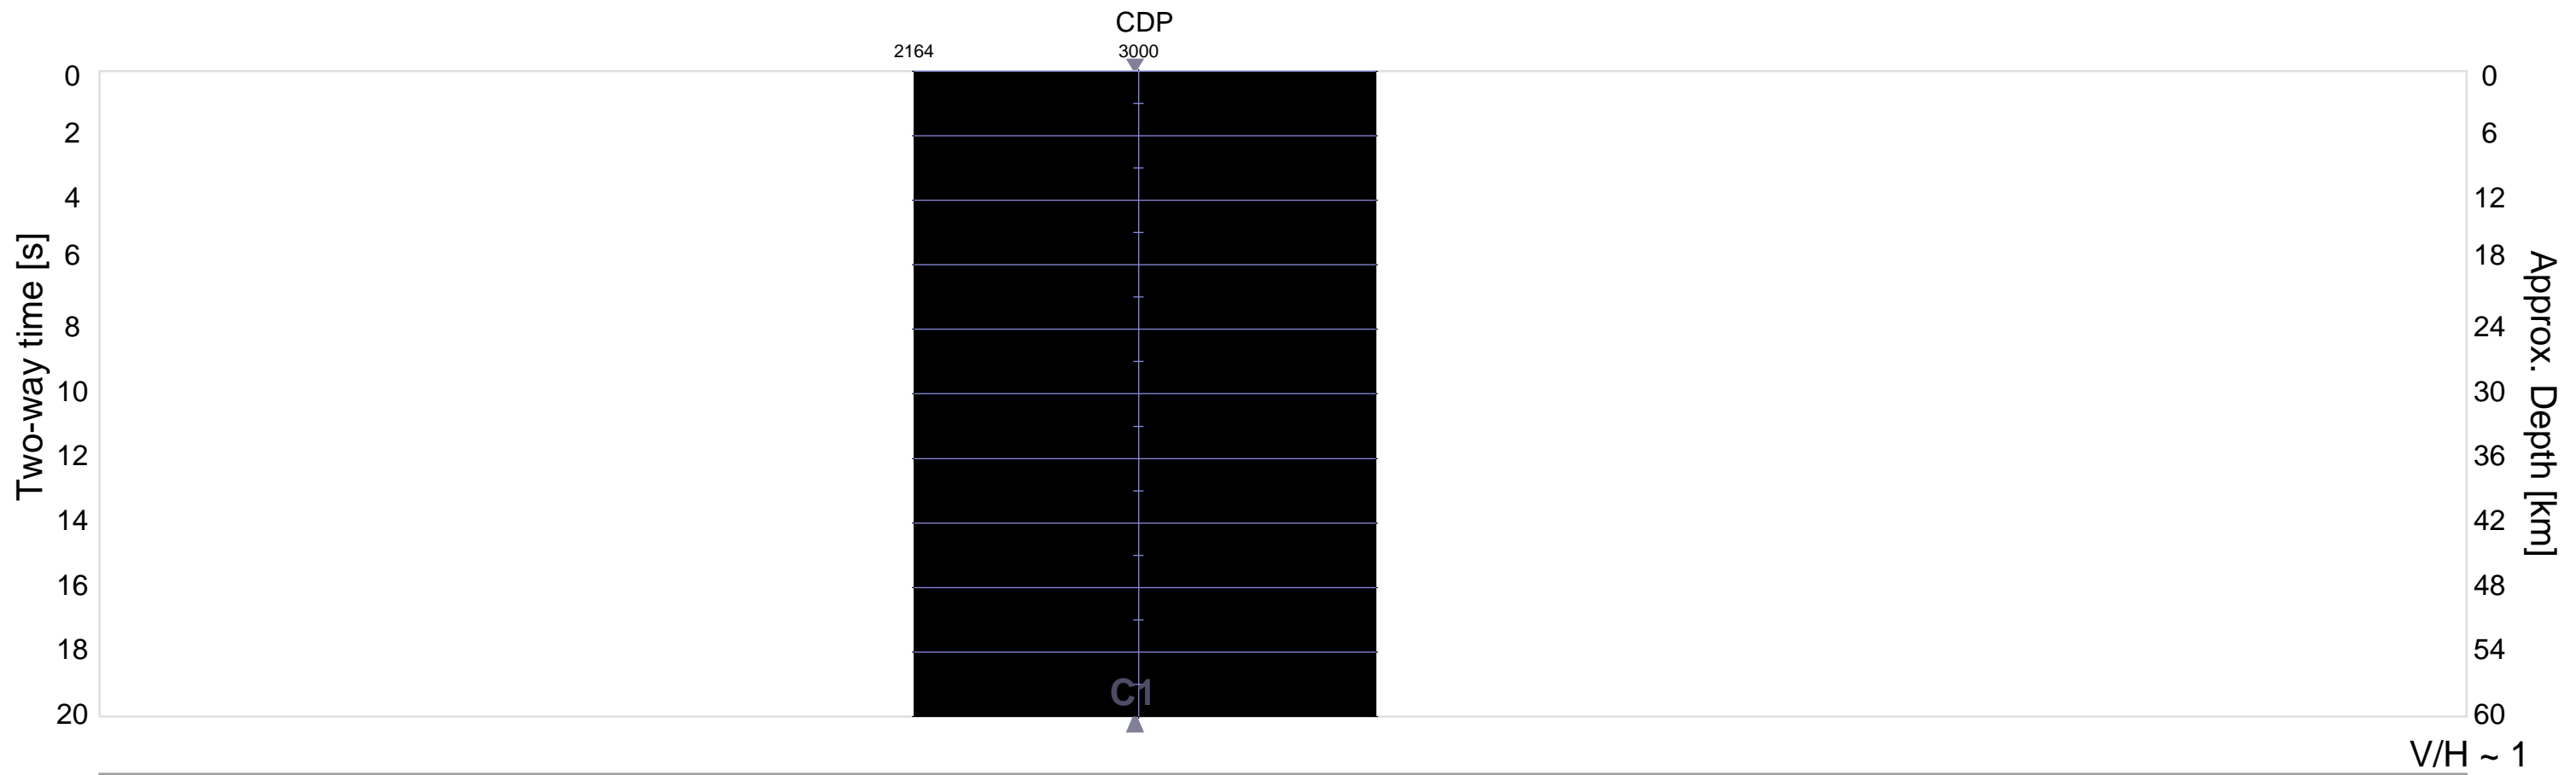 CDP
2164 3000
0 0
2 6
4 12
6 18
8 24
10 30
12 36
14 42
16 48
18 54
20 60
Two-way time [s]
Approx. Depth [km]
C1
V/H ~ 1